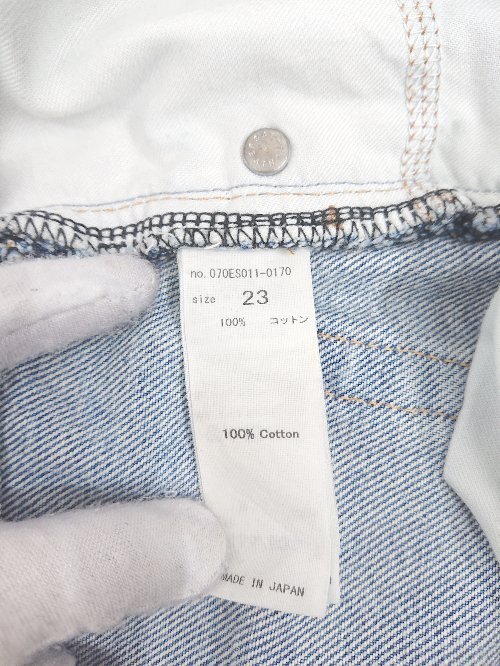 no. 070ES011-0170
size 23
100% コットン
100% Cotton
MADE IN JAPAN